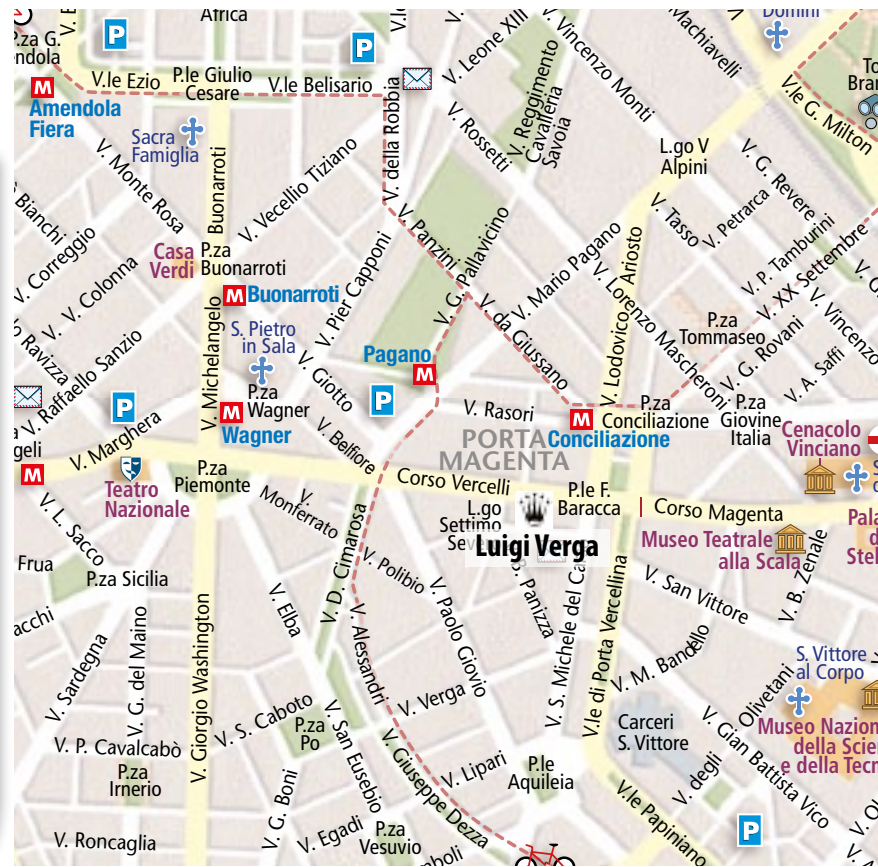 Africa
V. Leone XIII
V. Vincenzo Monti
Machiavelli
Domini
P.za G.
P
P
V.le Ezio
P.le Giulio
Cesare
V.le Belisario
V.le G. Milton
M
Amendola
Fiera
Sacra
Famiglia
V. Monte Rosa
Buonarroti
V. Vecellio Tiziano
V. della Robbia
V. Rossetti
V. Reggimento
Cavalleria
Savoia
L.go V
Alpini
V. G. Revere
V. Petrarca
V. Tasso
V. P. Tamburini
V. XX Settembre
Bianchi
V. Correggio
V. V. Colonna
Casa
Verdi
P.za
Buonarroti
V. Panzini
V. G. Pallavicino
V. Mario Pagano
V. Lodovico Ariosto
V. Lorenzo Mascheroni
V. Vincenzo
M
Buonarroti
V. Pier Capponi
V. da Giussano
P.za
Tommaseo
V. G. Rovani
V. A. Saffi
Ravizza
V. Raffaello Sanzio
V. Michelangelo
S. Pietro
in Sala
V. Giotto
Pagano
M
P
P
P.za
Wagner
M
Wagner
V. Rasori
M
Conciliazione
P.za
Conciliazione
P.za
Giovine
Italia
Cenacolo
Vinciano
V. Marghera
V. Belfiore
PORTA
MAGENTA
M
Teatro
Nazionale
P.za
Piemonte
V.
Monferrato
Corso Vercelli
P.le F.
Baracca
Corso Magenta
L.go
Settimo
Luigi Verga
Museo Teatrale
alla Scala
V. B. Zenale
V. L. Sacco
Frua
P.za Sicilia
V. D. Cimarosa
V. Polibio
V. Paolo Giovio
B. Panizza
V. S. Michele del Ca
V.le di Porta Vercellina
V. San Vittore
V. Sardegna
V. G. del Maino
V. Giorgio Washington
V. Elba
V. Alessandri
V. Verga
V. M. Bandello
S. Vittore
al Corpo
V. degli Olivetani
V. P. Cavalcabò
V. S. Caboto
P.za
Po
V. San Eusebio
V. Giuseppe Dezza
Carceri
S. Vittore
V. Gian Battista Vico
P.za
Irnerio
V. G. Boni
V. Lipari
P.le
Aquileia
V.le Papiniano
V. Roncaglia
V. Egadi
P.za
Vesuvio
P